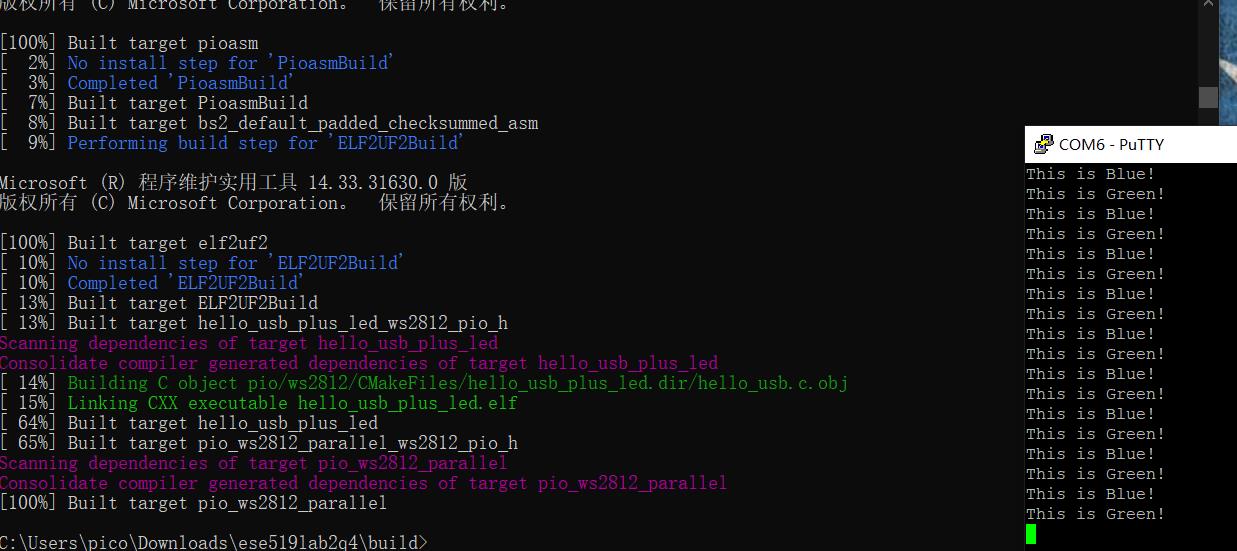 版权所有 (C) Microsoft Corporation。 保留所有权利。
[100%] Built target pioasm
[  2%] No install step for 'PioasmBuild'
[  3%] Completed 'PioasmBuild'
[  7%] Built target PioasmBuild
[  8%] Built target bs2_default_padded_checksummed_asm
[  9%] Performing build step for 'ELF2UF2Build'
Microsoft (R) 程序维护实用工具 14.33.31630.0 版
版权所有 (C) Microsoft Corporation。 保留所有权利。
[100%] Built target elf2uf2
[ 10%] No install step for 'ELF2UF2Build'
[ 10%] Completed 'ELF2UF2Build'
[ 13%] Built target ELF2UF2Build
[ 13%] Built target hello_usb_plus_led_ws2812_pio_h
Scanning dependencies of target hello_usb_plus_led
Consolidate compiler generated dependencies of target hello_usb_plus_led
[ 14%] Building C object pio/ws2812/CMakeFiles/hello_usb_plus_led.dir/hello_usb.c.obj
[ 15%] Linking CXX executable hello_usb_plus_led.elf
[ 64%] Built target hello_usb_plus_led
[ 65%] Built target pio_ws2812_parallel_ws2812_pio_h
Scanning dependencies of target pio_ws2812_parallel
Consolidate compiler generated dependencies of target pio_ws2812_parallel
[100%] Built target pio_ws2812_parallel
C:\Users\pico\Downloads\ese519lab2q4\build>
COM6 - PuTTY
This is Blue!
This is Green!
This is Blue!
This is Green!
This is Blue!
This is Green!
This is Blue!
This is Green!
This is Blue!
This is Green!
This is Blue!
This is Green!
This is Blue!
This is Green!
This is Blue!
This is Green!
This is Blue!
This is Green!